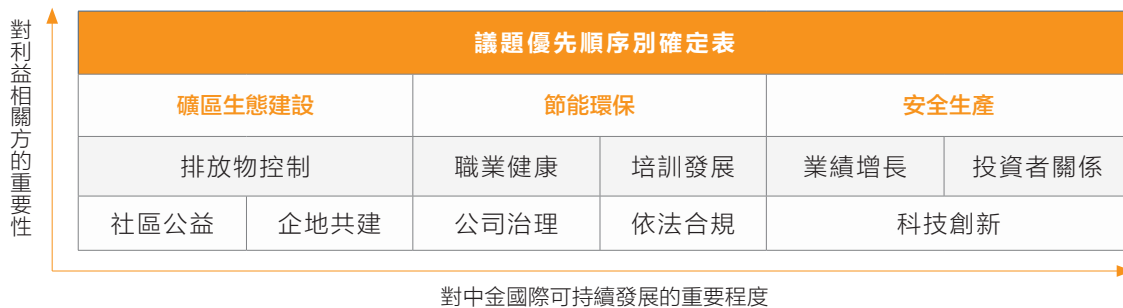 對利益相關方的重要性
議題優先順序別確定表
礦區生態建設 節能環保 安全生產
排放物控制 職業健康 培訓發展 業績增長 投資者關係
社區公益 企地共建 公司治理 依法合規 科技創新
對中金國際可持續發展的重要程度